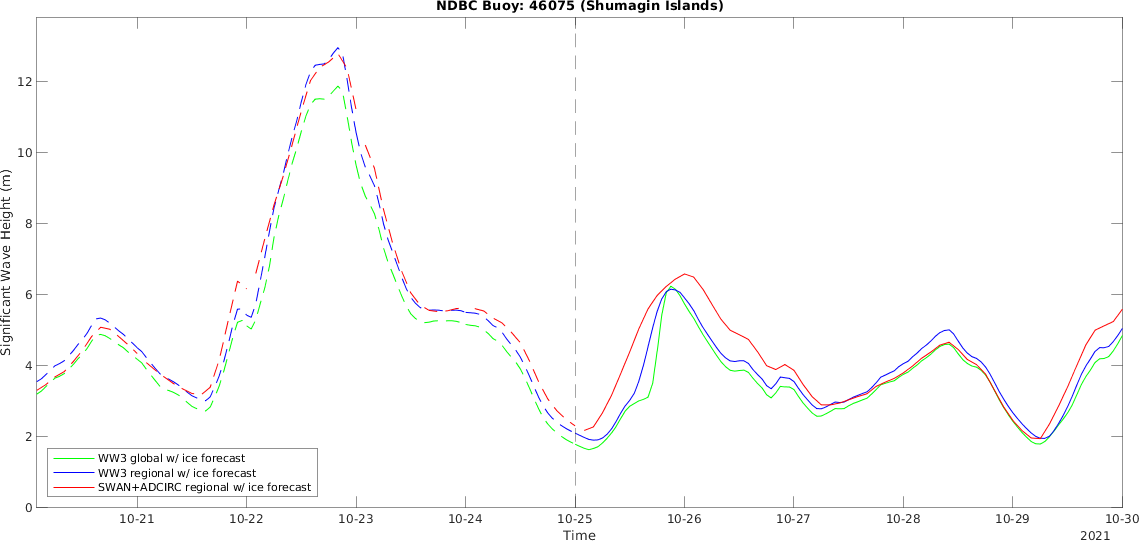 NDBC Buoy: 46075 (Shumagin Islands)
Significant Wave Height (m)
12
10
8
6
4
2
0
WW3 global w/ ice forecast
WW3 regional w/ ice forecast
SWAN+ADCIRC regional w/ ice forecast
10-21 10-22 10-23 10-24 10-25 10-26 10-27 10-28 10-29 10-30
Time 2021